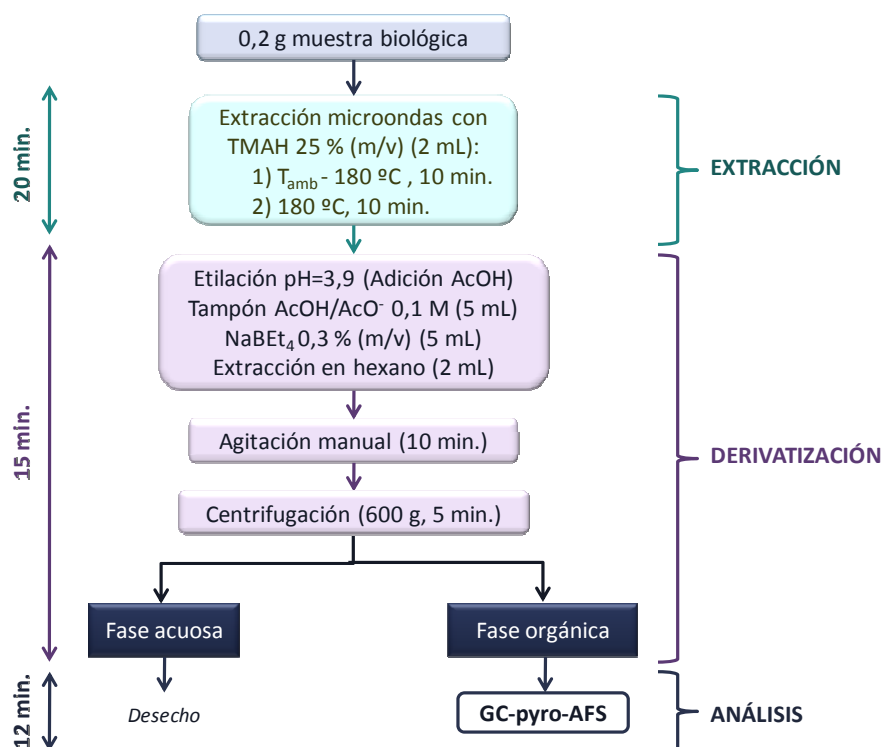 0,2 g muestra biológica
20 min.
Extracción microondas con
TMAH 25 % (m/v) (2 mL):
1) Tamb - 180 ºC , 10 min.
2) 180 ºC, 10 min.
EXTRACCIÓN
15 min.
Etilación pH=3,9 (Adición AcOH)
Tampón AcOH/AcO⁻ 0,1 M (5 mL)
NaBEt₄ 0,3 % (m/v) (5 mL)
Extracción en hexano (2 mL)
Agitación manual (10 min.)
DERIVATIZACIÓN
Centrifugación (600 g, 5 min.)
Fase acuosa
Fase orgánica
12 min.
Desecho
GC-pyro-AFS
ANÁLISIS